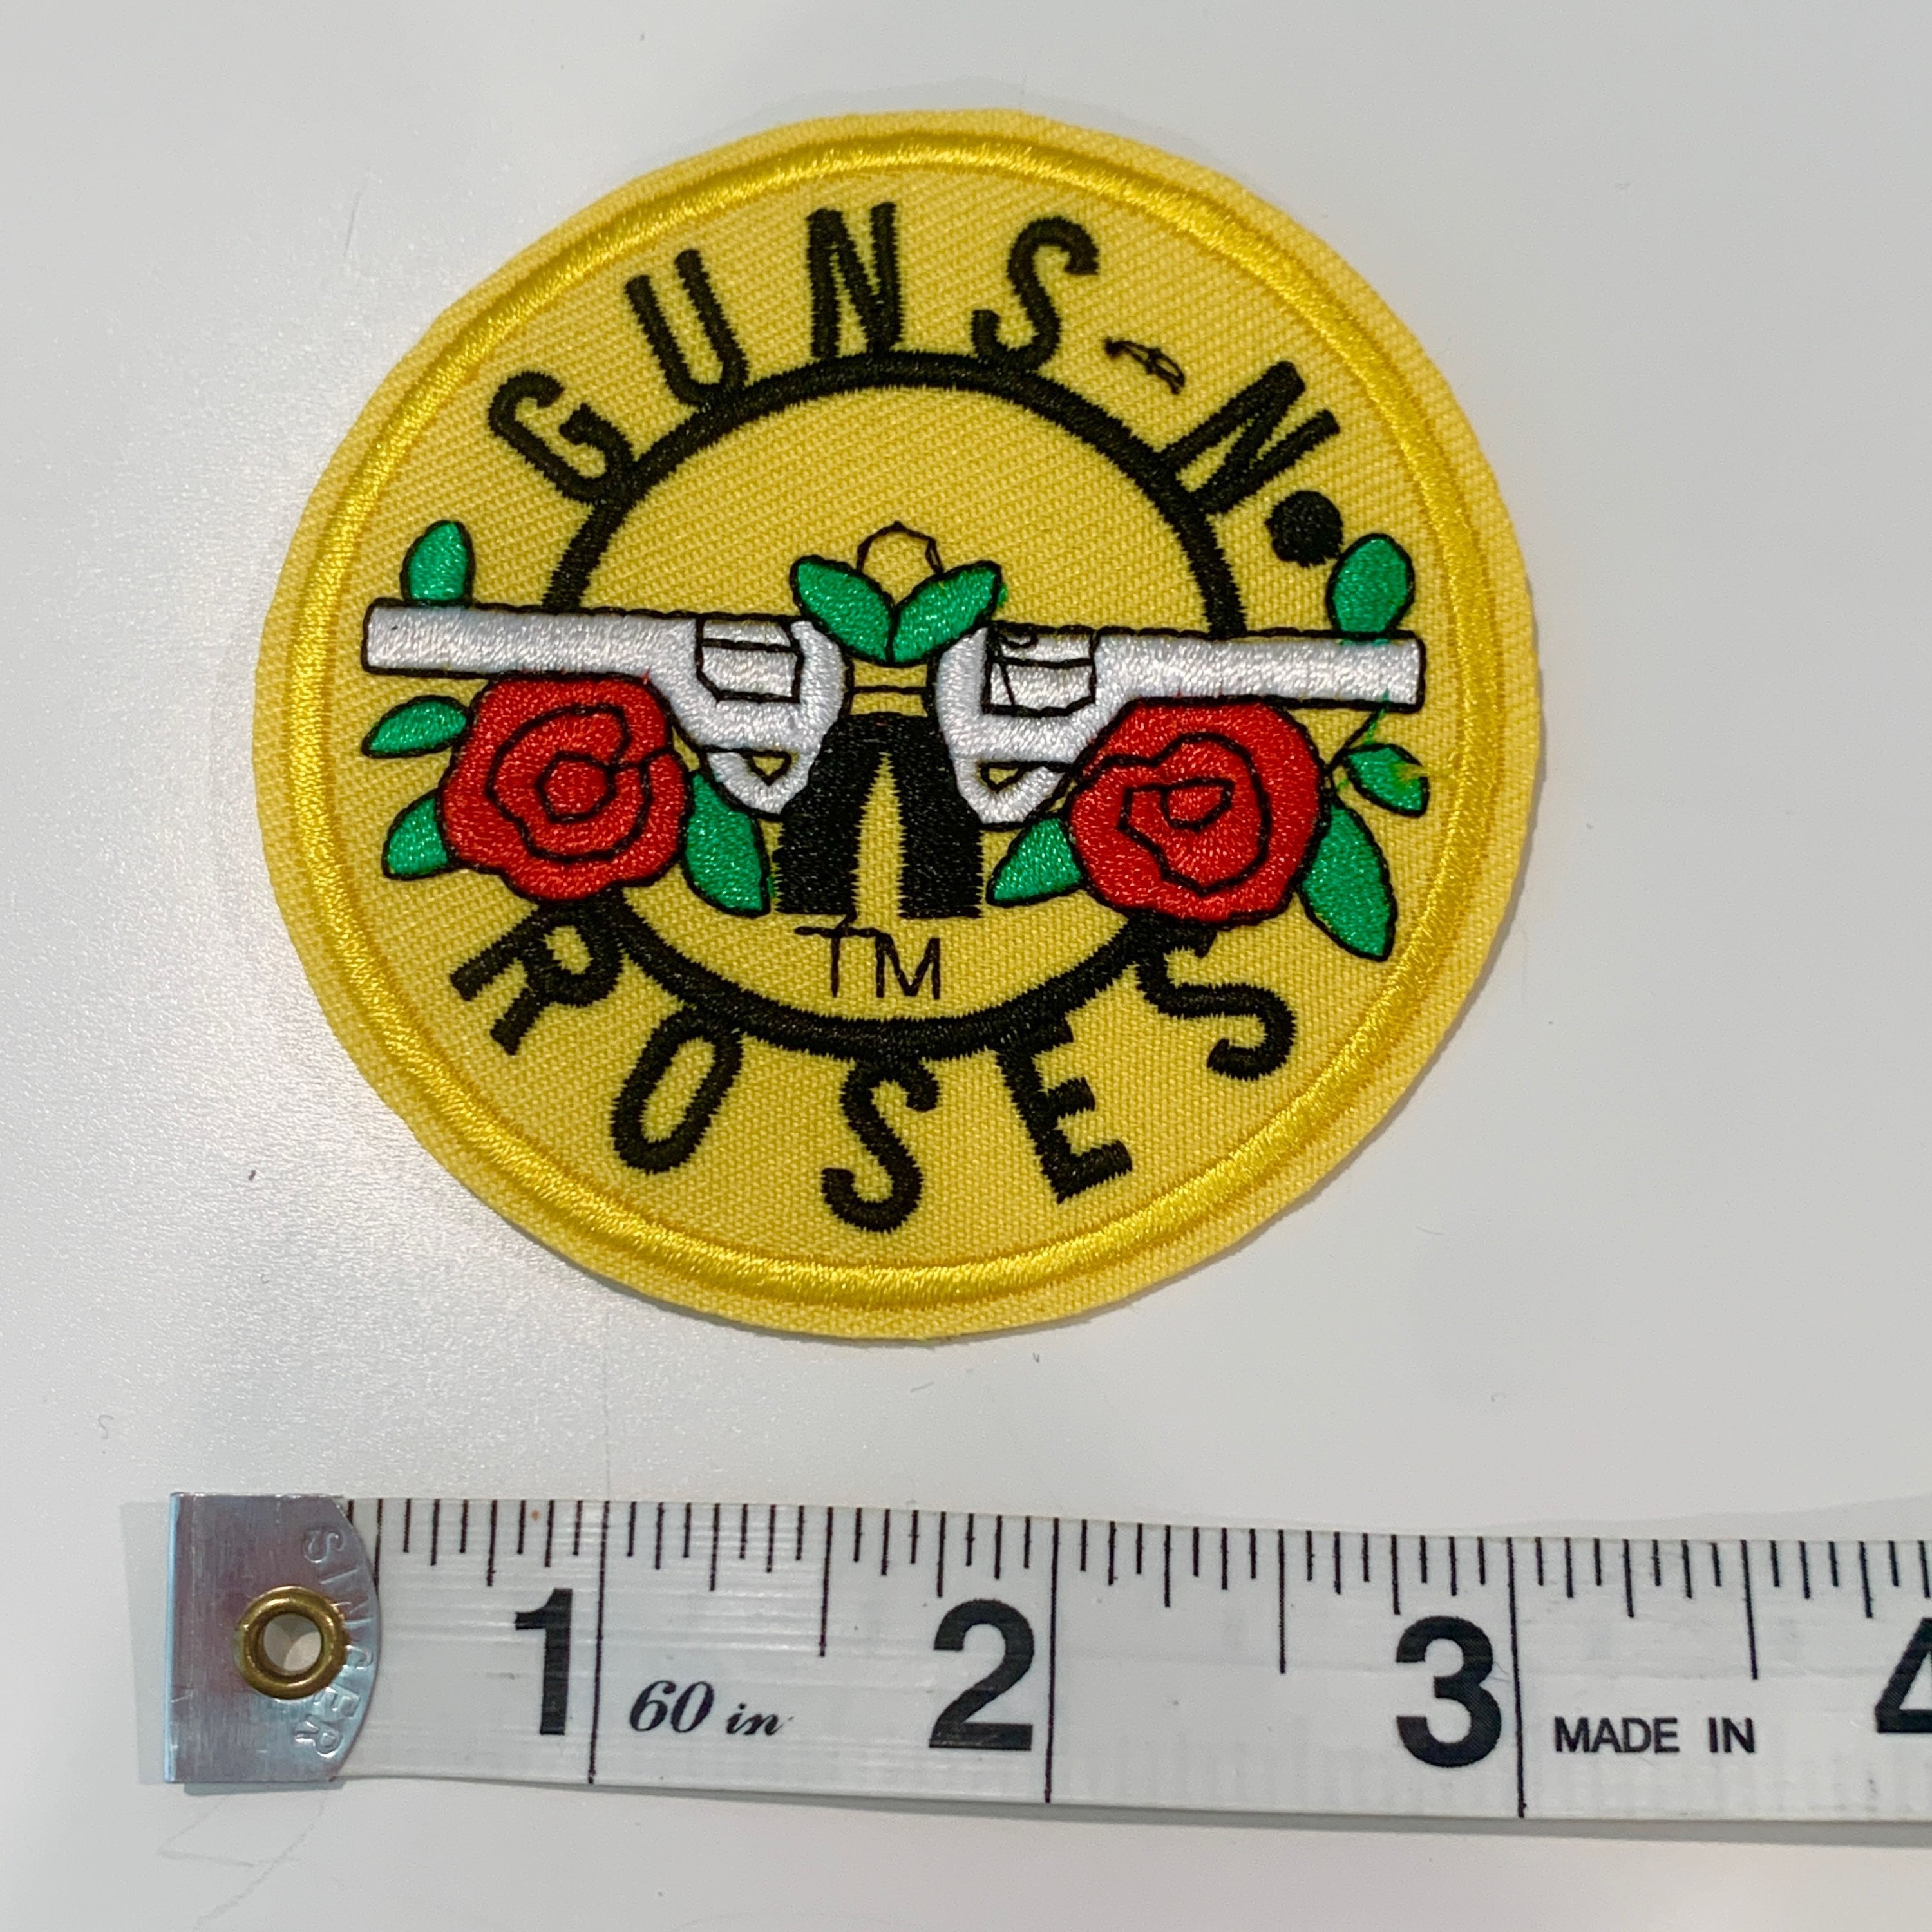 GUNS-N•
ROSES
TM
SINGER
1 2 3 4
60 in
MADE IN